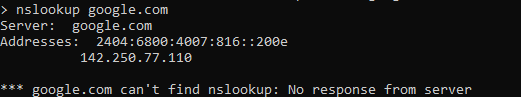 > nslookup google.com
Server:  google.com
Addresses:  2404:6800:4007:816::200e
          142.250.77.110
*** google.com can't find nslookup: No response from server